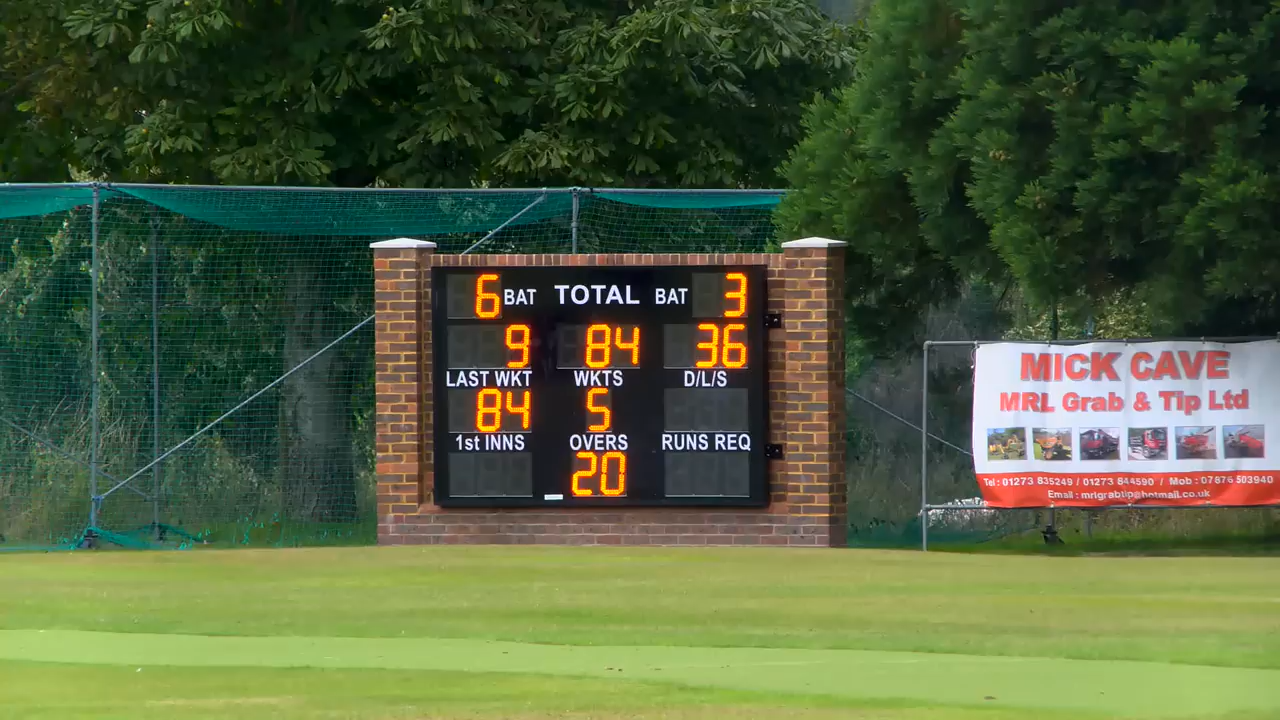 6 BAT TOTAL BAT 3
9 84 36
LAST WKT WKTS D/L/S
84 5
1st INNS OVERS RUNS REQ
20
MICK CAVE
MRL Grab & Tip Ltd
Tel : 01273 835249 / 01273 844590 / Mob : 07876 503940
Email : mrlgrabtip@hotmail.co.uk